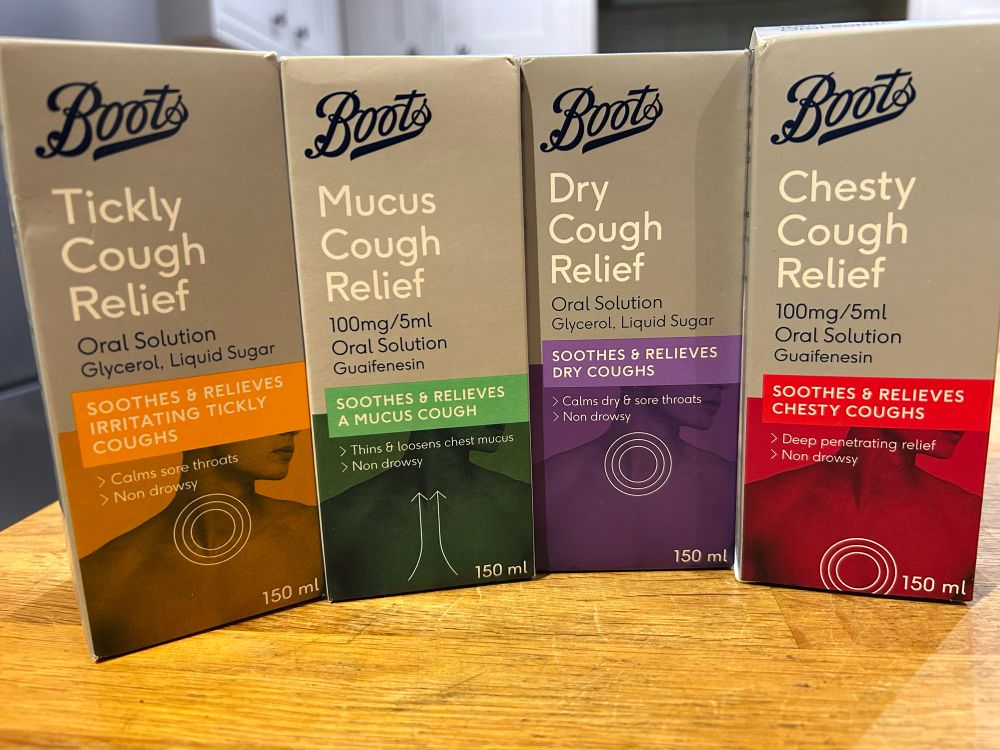 Boots
Tickly
Cough
Relief
Oral Solution
Glycerol, Liquid Sugar
SOOTHES & RELIEVES
IRRITATING TICKLY
COUGHS
> Calms sore throats
> Non drowsy
150 ml
Boots
Mucus
Cough
Relief
100mg/5ml
Oral Solution
Guaifenesin
SOOTHES & RELIEVES
A MUCUS COUGH
> Thins & loosens chest mucus
> Non drowsy
150 ml
Boots
Dry
Cough
Relief
Oral Solution
Glycerol, Liquid Sugar
SOOTHES & RELIEVES
DRY COUGHS
> Calms dry & sore throats
> Non drowsy
150 ml
Boots
Chesty
Cough
Relief
100mg/5ml
Oral Solution
Guaifenesin
SOOTHES & RELIEVES
CHESTY COUGHS
> Deep penetrating relief
> Non drowsy
150 ml